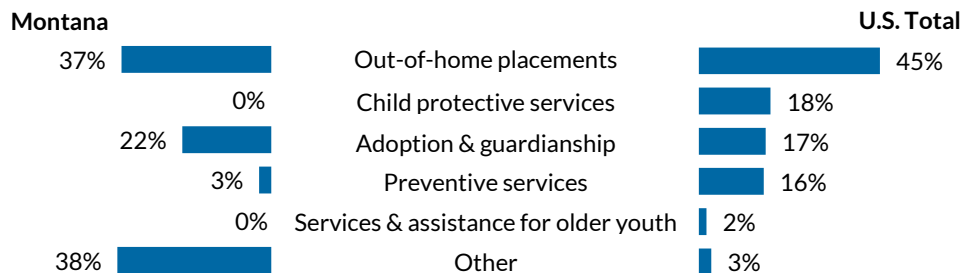 Montana U.S. Total
37% Out-of-home placements 45%
0% Child protective services 18%
22% Adoption & guardianship 17%
3% Preventive services 16%
0% Services & assistance for older youth 2%
38% Other 3%